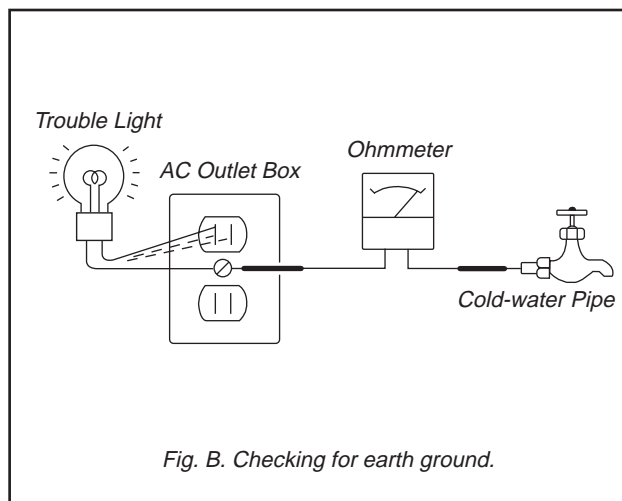 Trouble Light
AC Outlet Box
Ohmmeter
Cold-water Pipe
Fig. B. Checking for earth ground.